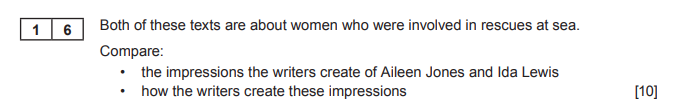 1 6 Both of these texts are about women who were involved in rescues at sea.
Compare:
• the impressions the writers create of Aileen Jones and Ida Lewis
• how the writers create these impressions [10]